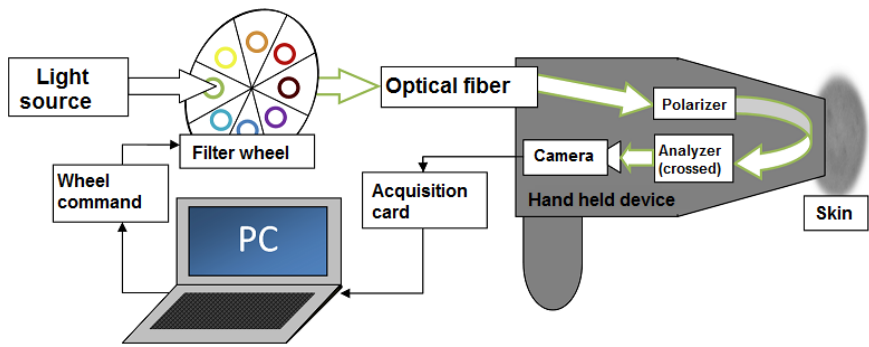 Light
source
Filter wheel
Optical fiber
Polarizer
Analyzer
(crossed)
Camera
Hand held device
Skin
Wheel
command
Acquisition
card
PC